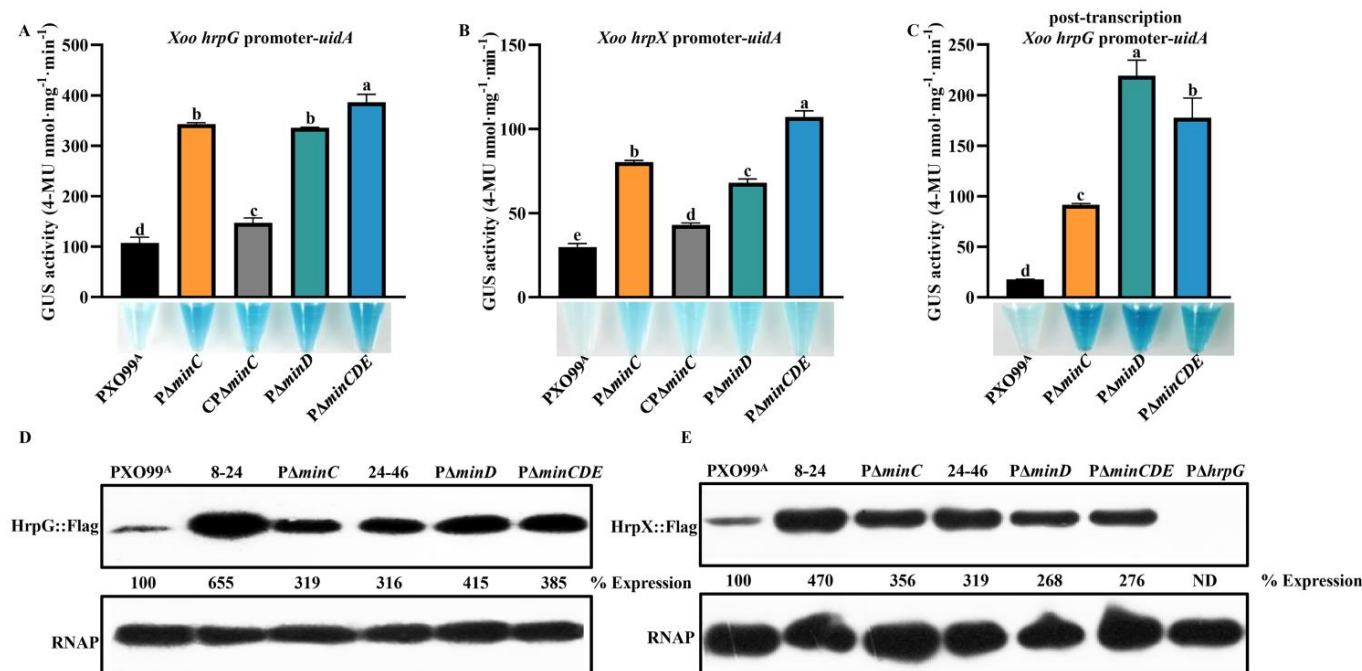 A
Xoo hrpG promoter-uidA
GUS activity (4-MU nmol·mg⁻¹·min⁻¹)
500
400
300
200
100
0
d
b
c
b
a
PXO99ᴬ
PΔminC
CPΔminC
PΔminD
PΔminCDE
B
Xoo hrpX promoter-uidA
GUS activity (4-MU nmol·mg⁻¹·min⁻¹)
150
100
50
0
e
b
d
c
a
PXO99ᴬ
PΔminC
CPΔminC
PΔminD
PΔminCDE
C
post-transcription
Xoo hrpG promoter-uidA
GUS activity (4-MU nmol·mg⁻¹·min⁻¹)
250
200
150
100
50
0
d
c
a
b
PXO99ᴬ
PΔminC
PΔminD
PΔminCDE
D
PXO99ᴬ 8-24 PΔminC 24-46 PΔminD PΔminCDE
HrpG::Flag
100 655 319 316 415 385 % Expression
RNAP
E
PXO99ᴬ 8-24 PΔminC 24-46 PΔminD PΔminCDE PΔhrpG
HrpX::Flag
100 470 356 319 268 276 ND % Expression
RNAP